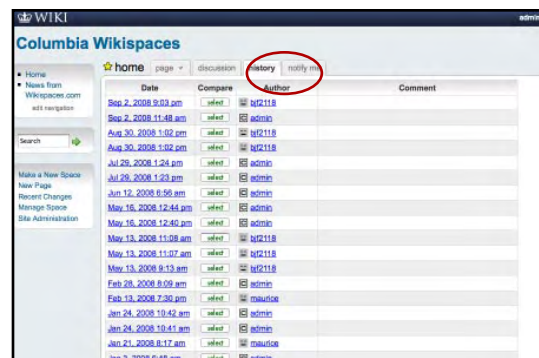 WIKI
admin
Columbia Wikispaces
Home
News from
Wikispaces.com
edit navigation
Search
Make a New Space
New Page
Recent Changes
Manage Space
Site Administration
home page discussion history notify me
Date Compare Author Comment
Sep 2, 2008 9:03 pm select bjf2118
Sep 2, 2008 11:48 am select admin
Aug 30, 2008 1:02 pm select bjf2118
Aug 30, 2008 1:02 pm select bjf2118
Jul 29, 2008 1:24 pm select admin
Jul 29, 2008 1:23 pm select admin
Jun 12, 2008 6:56 am select admin
May 16, 2008 12:44 pm select admin
May 16, 2008 12:40 pm select admin
May 13, 2008 11:08 am select bjf2118
May 13, 2008 11:07 am select bjf2118
May 13, 2008 9:13 am select bjf2118
Feb 28, 2008 8:09 am select admin
Feb 13, 2008 7:30 pm select maurice
Jan 24, 2008 10:42 am select admin
Jan 24, 2008 10:41 am select admin
Jan 21, 2008 8:17 am select maurice